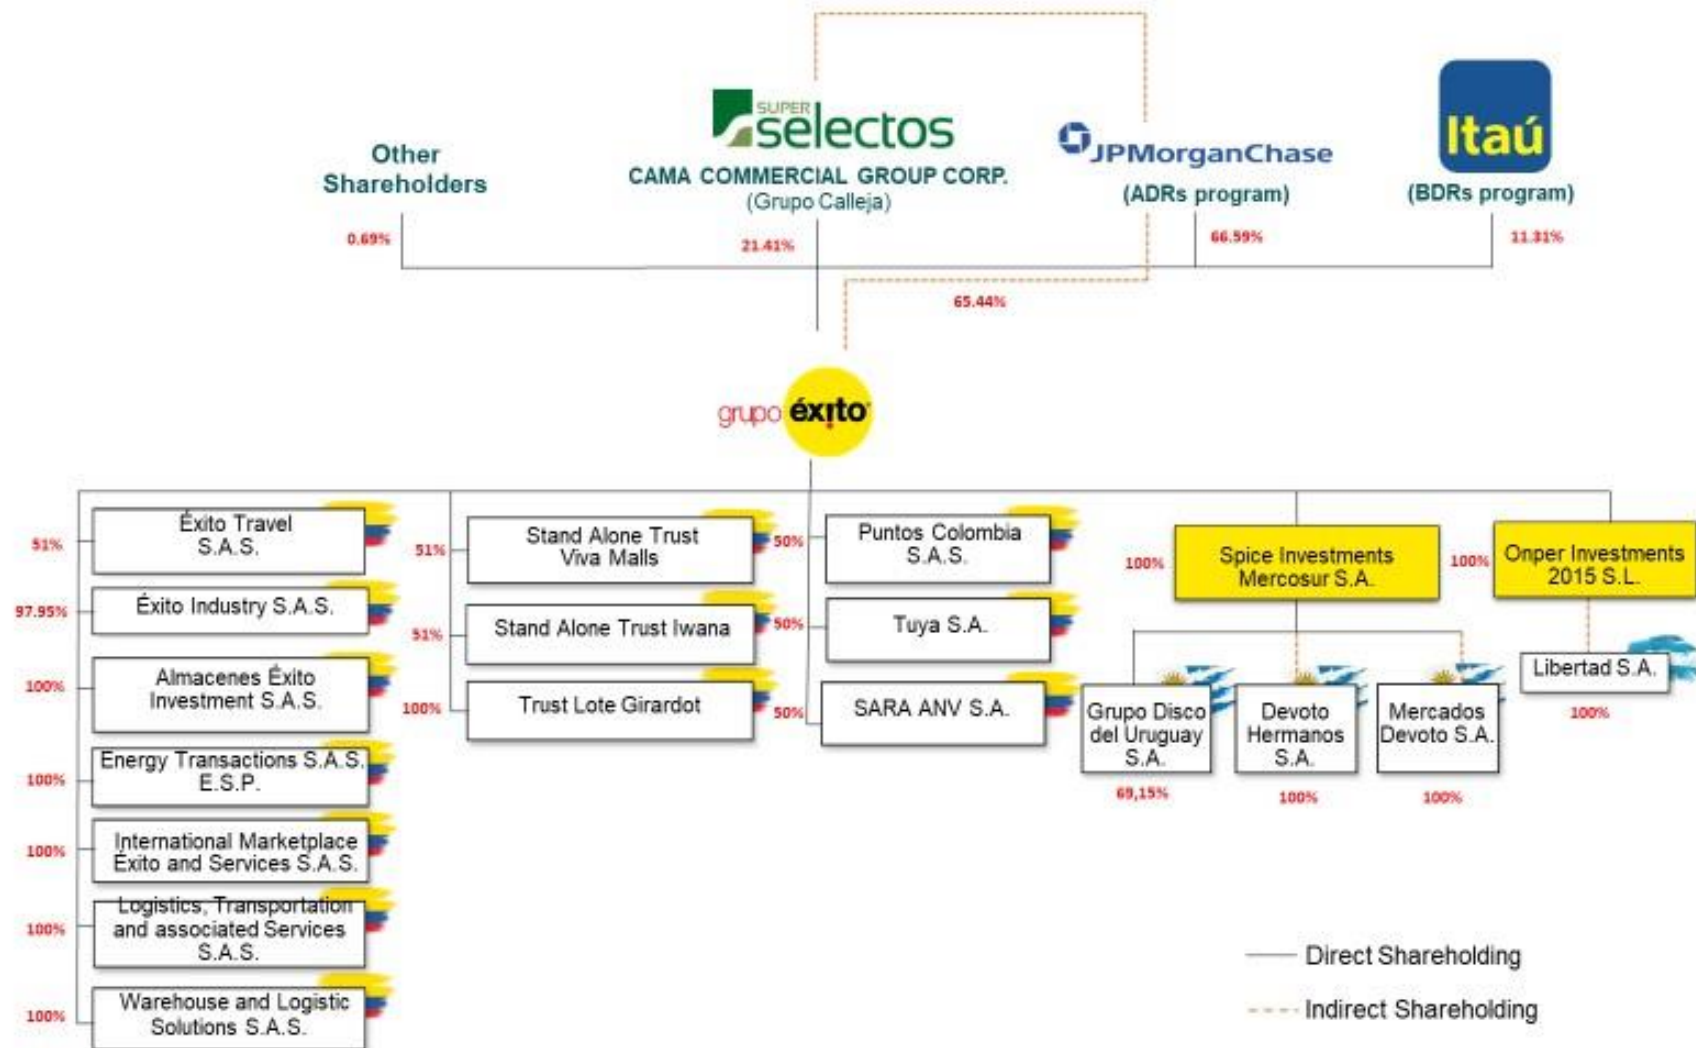 SUPER
selectos
CAMA COMMERCIAL GROUP CORP.
(Grupo Calleja)
Other
Shareholders
JPMorganChase
(ADRs program)
Itaú
(BDRs program)
0.69%
21.41%
66.59%
11.31%
65.44%
grupo éxito
51%
Éxito Travel
S.A.S.
97.95%
Éxito Industry S.A.S.
100%
Almacenes Éxito
Investment S.A.S.
100%
Energy Transactions S.A.S.
E.S.P.
100%
International Marketplace
Éxito and Services S.A.S.
100%
Logistics, Transportation
and associated Services
S.A.S.
100%
Warehouse and Logistic
Solutions S.A.S.
51%
Stand Alone Trust
Viva Malls
51%
Stand Alone Trust Iwana
100%
Trust Lote Girardot
50%
Puntos Colombia
S.A.S.
50%
Tuya S.A.
50%
SARA ANV S.A.
100%
Spice Investments
Mercosur S.A.
Grupo Disco
del Uruguay
S.A.
69,15%
Devoto
Hermanos
S.A.
100%
Mercados
Devoto S.A.
100%
100%
Onper Investments
2015 S.L.
Libertad S.A.
100%
Direct Shareholding
Indirect Shareholding